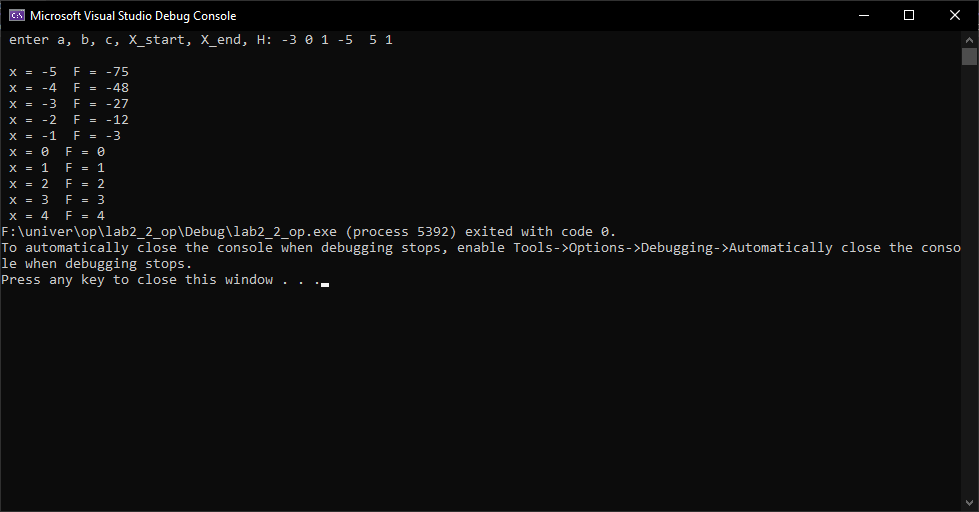 Microsoft Visual Studio Debug Console
enter a, b, c, X_start, X_end, H: -3 0 1 -5  5 1
x = -5  F = -75
x = -4  F = -48
x = -3  F = -27
x = -2  F = -12
x = -1  F = -3
x = 0  F = 0
x = 1  F = 1
x = 2  F = 2
x = 3  F = 3
x = 4  F = 4
F:\univer\op\lab2_2_op\Debug\lab2_2_op.exe (process 5392) exited with code 0.
To automatically close the console when debugging stops, enable Tools->Options->Debugging->Automatically close the conso
le when debugging stops.
Press any key to close this window . . .